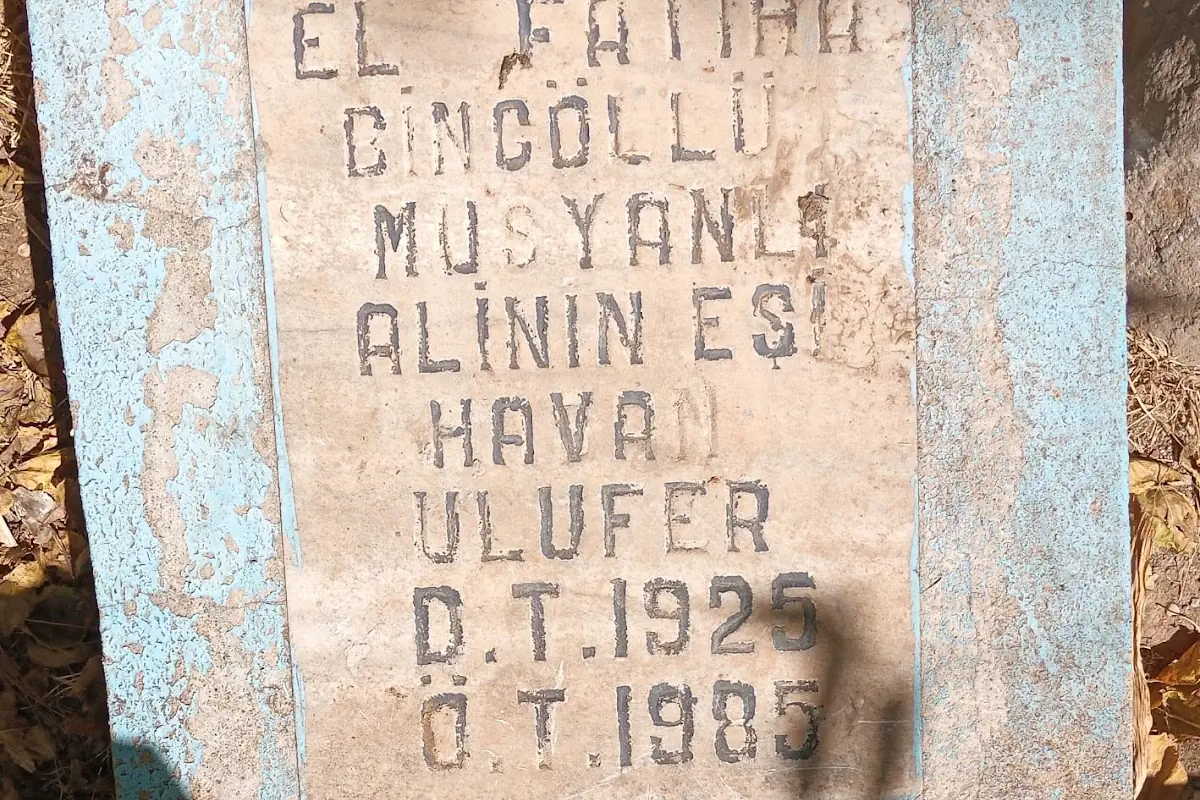 EL FATİHA
BİNGÖLLÜ
MUSYANLI
ALİNİN EŞİ
HAVAN
ULUFER
D.T.1925
Ö.T.1985